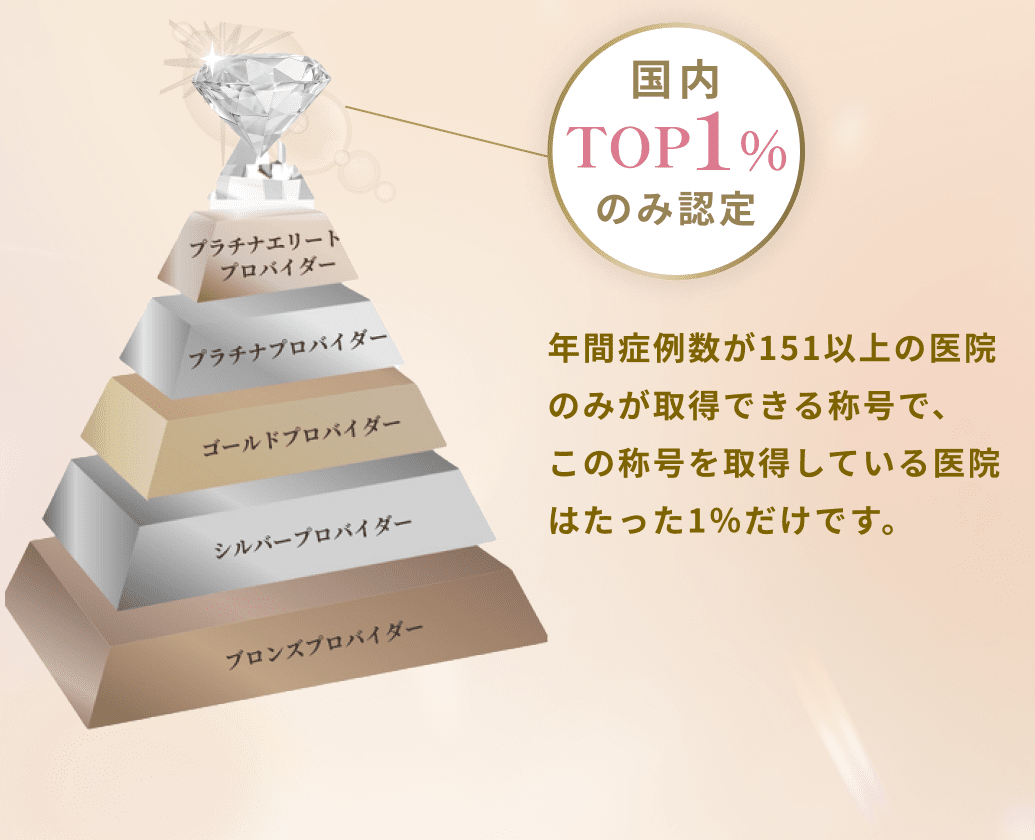 国内
TOP1%
のみ認定
プラチナエリート
プロバイダー
プラチナプロバイダー
ゴールドプロバイダー
シルバープロバイダー
ブロンズプロバイダー
年間症例数が151以上の医院
のみが取得できる称号で、
この称号を取得している医院
はたった1%だけです。